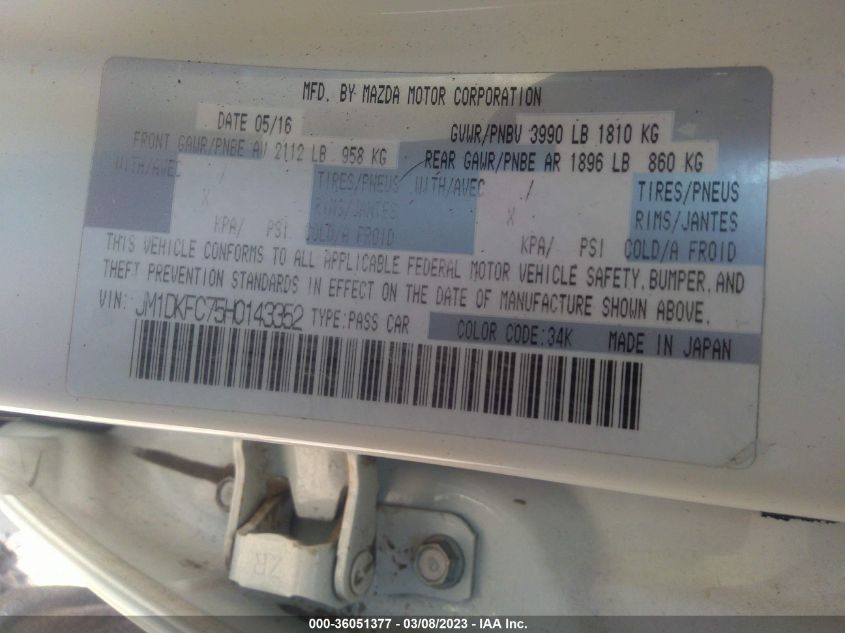 MFD. BY MAZDA MOTOR CORPORATION
DATE 05/16 GVWR/PNBV 3990 LB 1810 KG
FRONT GAWR/PNBE AV 2112 LB 958 KG REAR GAWR/PNBE AR 1896 LB 860 KG
WITH/AVEC / TIRES/PNEUS WITH/AVEC / TIRES/PNEUS
X RIMS/JANTES X RIMS/JANTES
KPA/ PSI COLD/A FROID KPA/ PSI COLD/A FROID
THIS VEHICLE CONFORMS TO ALL APPLICABLE FEDERAL MOTOR VEHICLE SAFETY, BUMPER, AND
THEFT PREVENTION STANDARDS IN EFFECT ON THE DATE OF MANUFACTURE SHOWN ABOVE.
VIN: JM1DKFC75H0143352 TYPE:PASS CAR COLOR CODE:34K MADE IN JAPAN
ZR
000-36051377 - 03/08/2023 - IAA Inc.